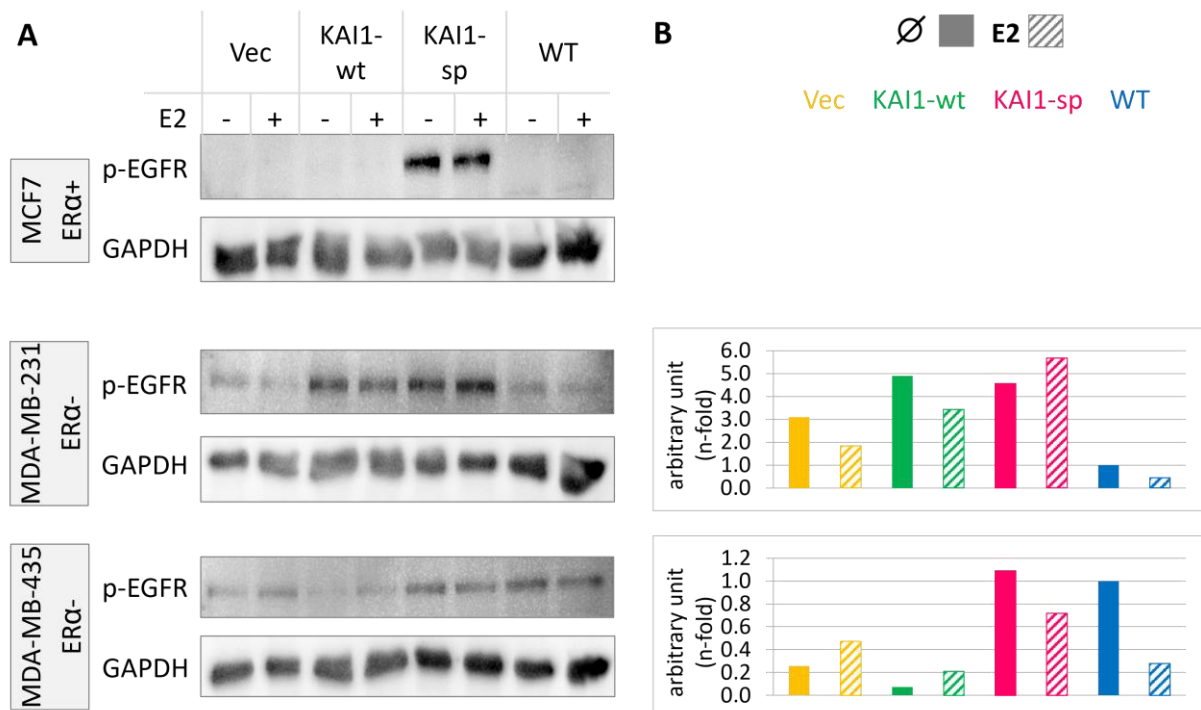 A
Vec KAI1-wt KAI1-sp WT
E2 - + - + - + - +
MCF7 ERα+
p-EGFR
GAPDH
MDA-MB-231 ERα-
p-EGFR
GAPDH
MDA-MB-435 ERα-
p-EGFR
GAPDH
B
Ø E2
Vec KAI1-wt KAI1-sp WT
arbitrary unit
(n-fold)
6.0
5.0
4.0
3.0
2.0
1.0
0.0
arbitrary unit
(n-fold)
1.2
1.0
0.8
0.6
0.4
0.2
0.0